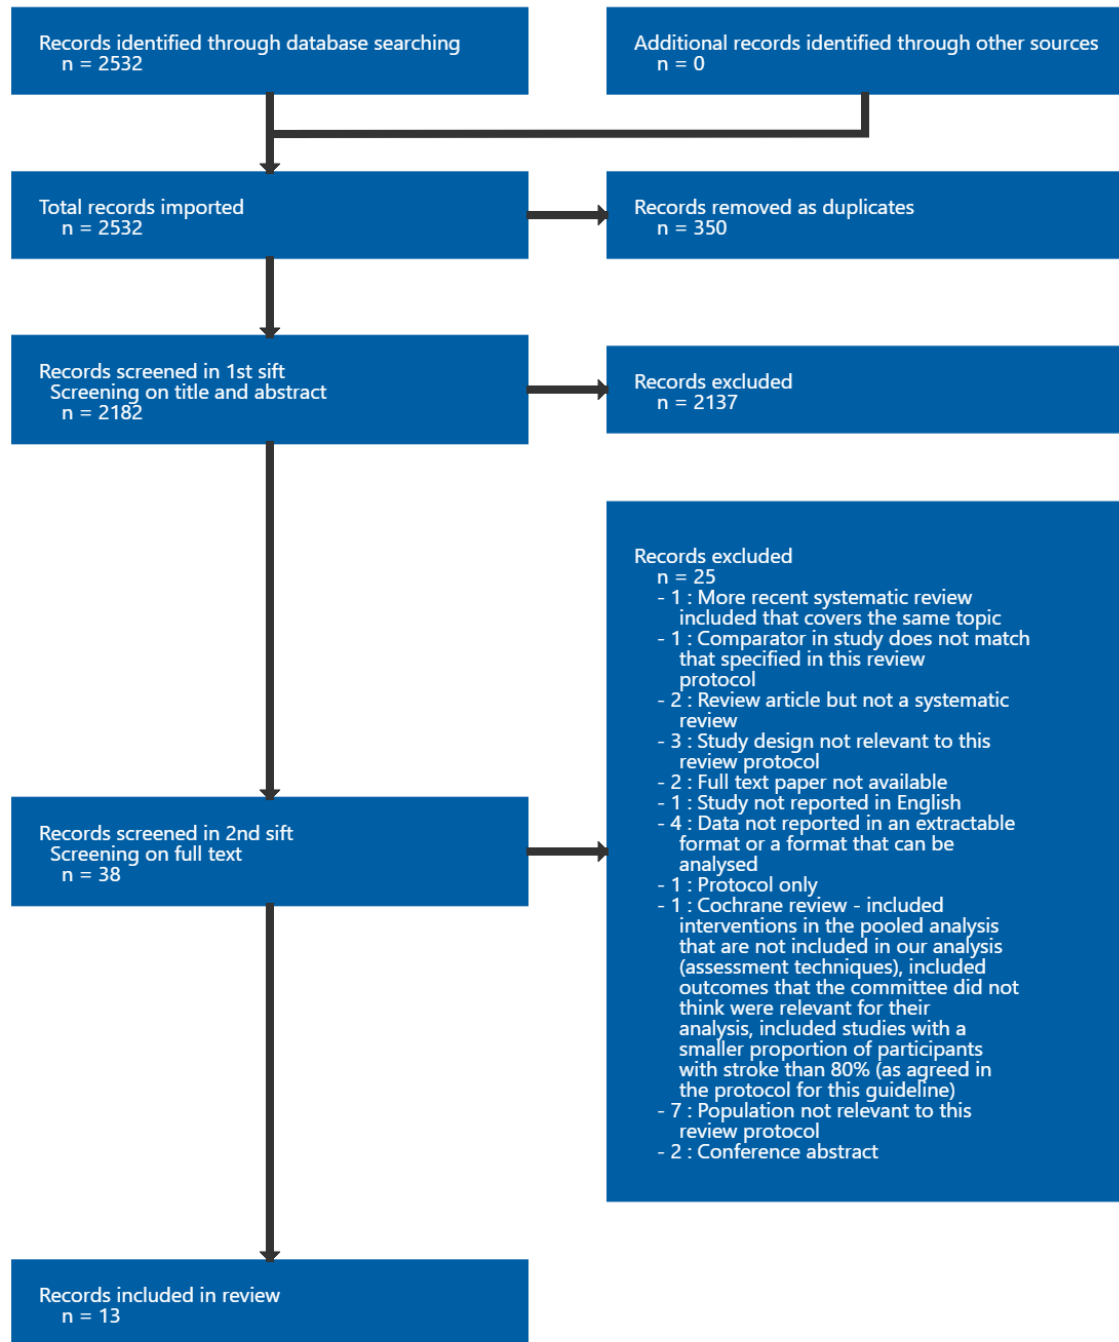 Records identified through database searching
n = 2532
Additional records identified through other sources
n = 0
Total records imported
n = 2532
Records removed as duplicates
n = 350
Records screened in 1st sift
Screening on title and abstract
n = 2182
Records excluded
n = 2137
Records excluded
n = 25
- 1 : More recent systematic review
included that covers the same topic
- 1 : Comparator in study does not match
that specified in this review
protocol
- 2 : Review article but not a systematic
review
- 3 : Study design not relevant to this
review protocol
- 2 : Full text paper not available
- 1 : Study not reported in English
- 4 : Data not reported in an extractable
format or a format that can be
analysed
- 1 : Protocol only
- 1 : Cochrane review - included
interventions in the pooled analysis
that are not included in our analysis
(assessment techniques), included
outcomes that the committee did not
think were relevant for their
analysis, included studies with a
smaller proportion of participants
with stroke than 80% (as agreed in
the protocol for this guideline)
- 7 : Population not relevant to this
review protocol
- 2 : Conference abstract
Records screened in 2nd sift
Screening on full text
n = 38
Records included in review
n = 13